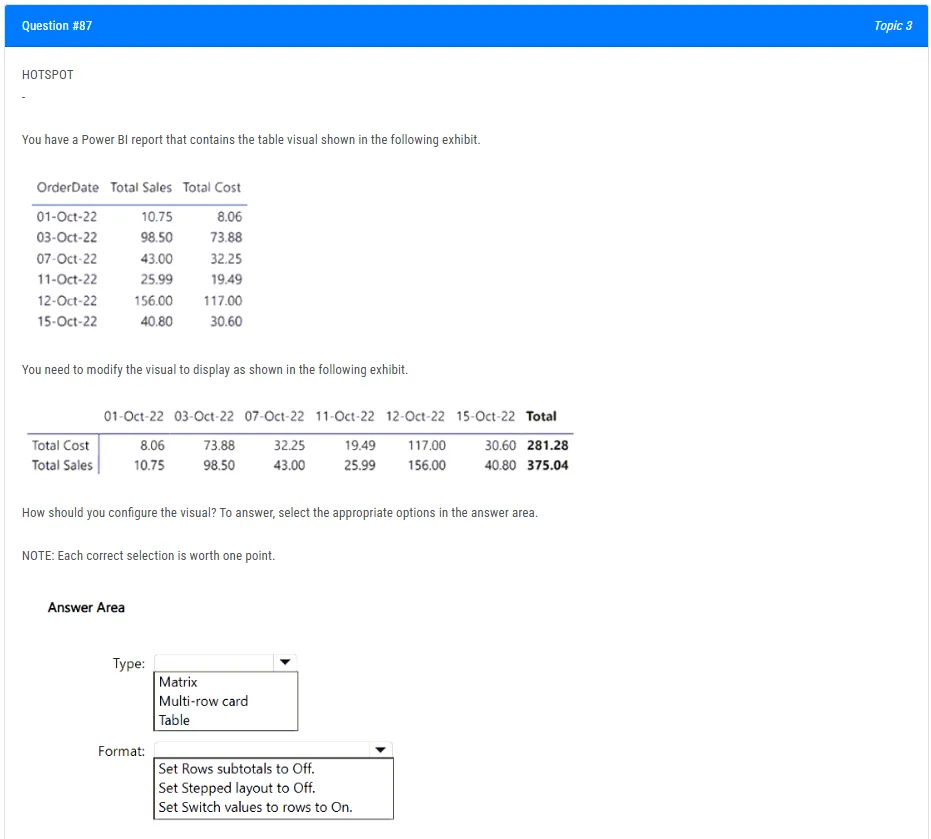 Question #87 Topic 3
HOTSPOT
-
You have a Power BI report that contains the table visual shown in the following exhibit.
OrderDate Total Sales Total Cost
01-Oct-22 10.75 8.06
03-Oct-22 98.50 73.88
07-Oct-22 43.00 32.25
11-Oct-22 25.99 19.49
12-Oct-22 156.00 117.00
15-Oct-22 40.80 30.60
You need to modify the visual to display as shown in the following exhibit.
01-Oct-22 03-Oct-22 07-Oct-22 11-Oct-22 12-Oct-22 15-Oct-22 Total
Total Cost 8.06 73.88 32.25 19.49 117.00 30.60 281.28
Total Sales 10.75 98.50 43.00 25.99 156.00 40.80 375.04
How should you configure the visual? To answer, select the appropriate options in the answer area.
NOTE: Each correct selection is worth one point.
Answer Area
Type:
Matrix
Multi-row card
Table
Format:
Set Rows subtotals to Off.
Set Stepped layout to Off.
Set Switch values to rows to On.